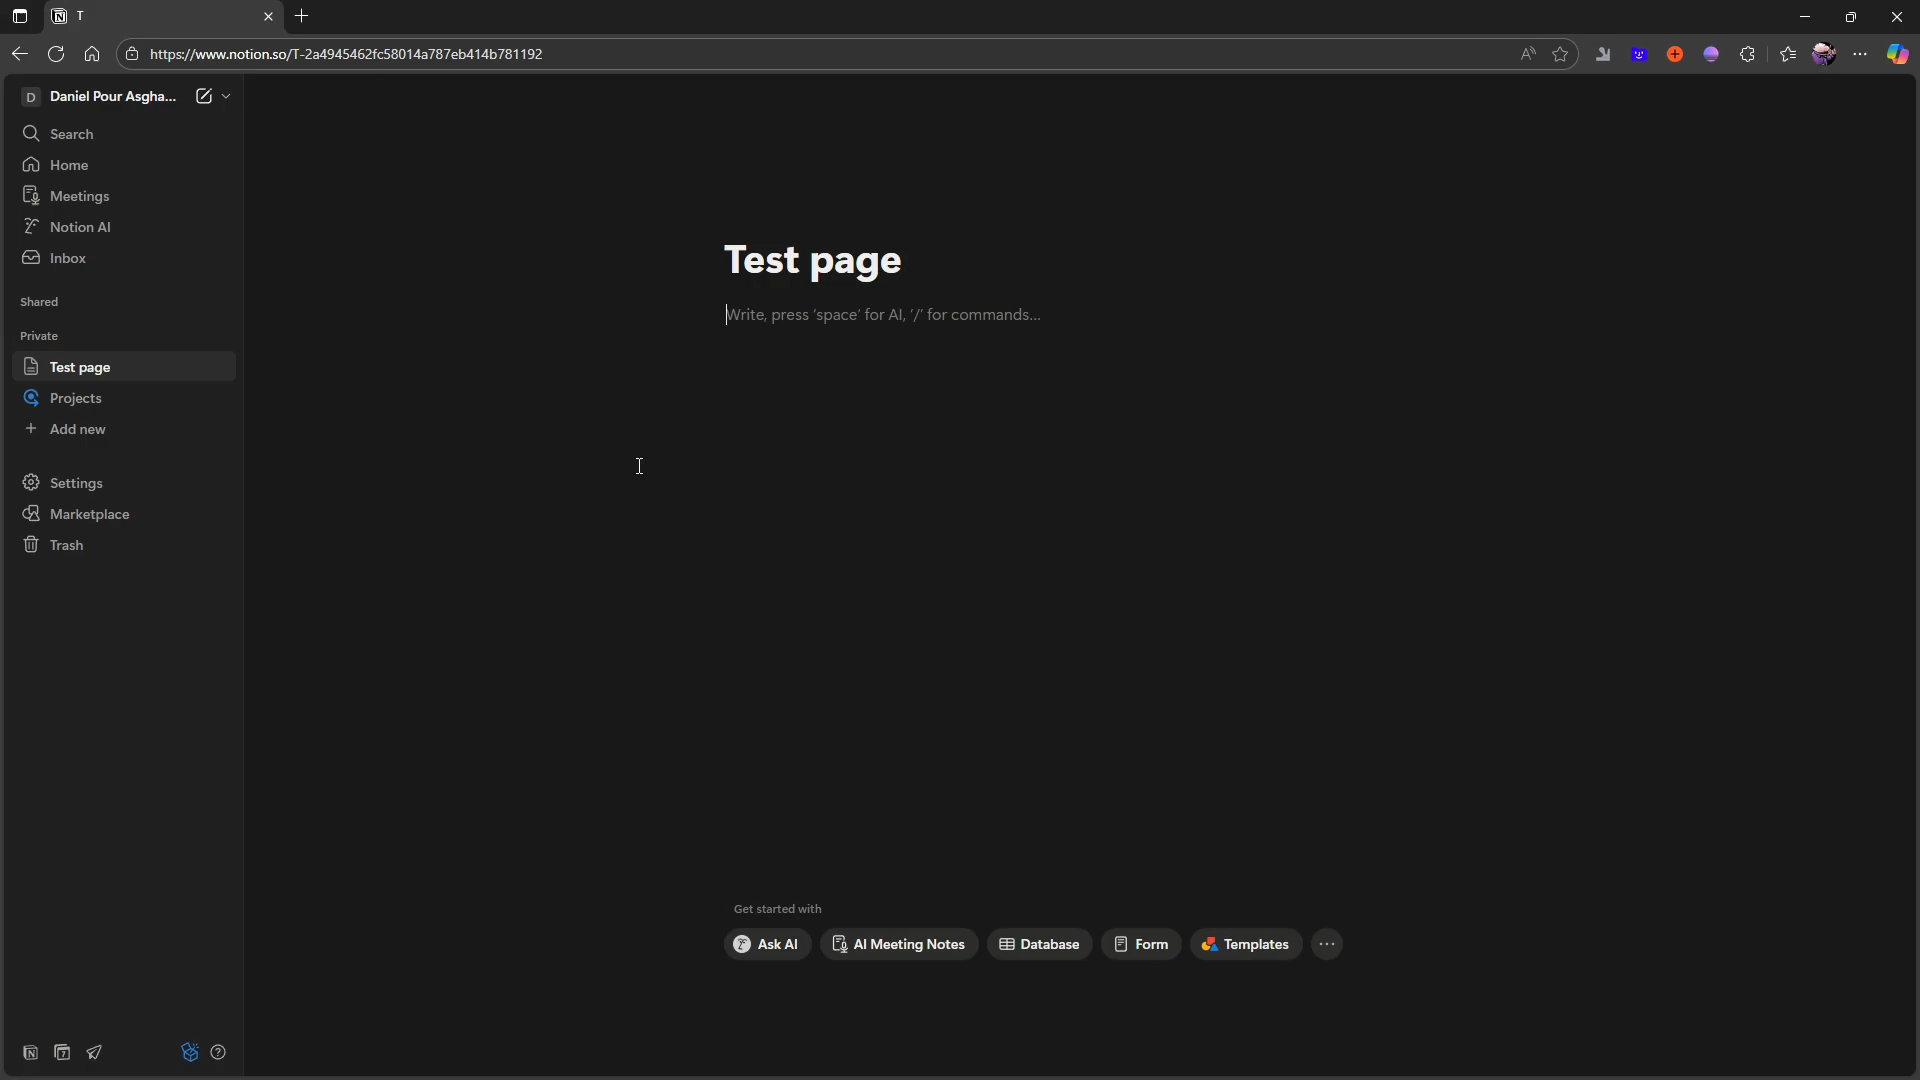 T
https://www.notion.so/T-2a4945462fc58014a787eb414b781192
D Daniel Pour Asgha...
Search
Home
Meetings
Notion AI
Inbox
Shared
Private
Test page
Projects
Add new
Settings
Marketplace
Trash
Test page
Write, press ‘space’ for AI, ‘/’ for commands...
Get started with
Ask AI
AI Meeting Notes
Database
Form
Templates